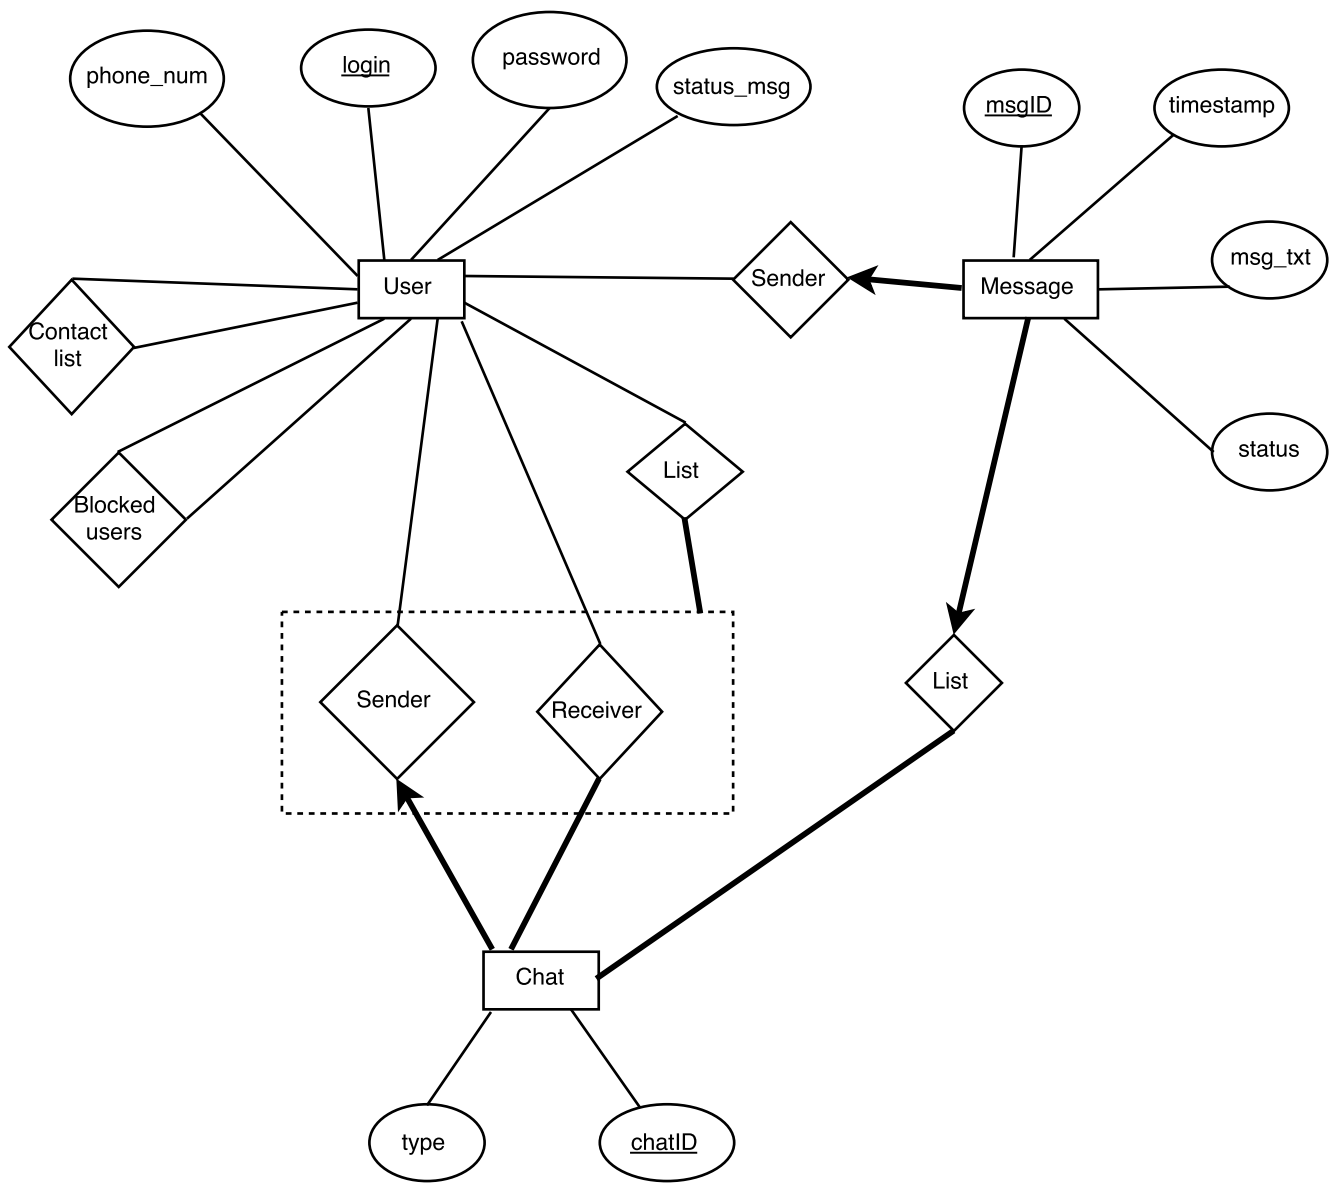 phone_num
login
password
status_msg
msgID
timestamp
msg_txt
status
User
Sender
Message
Contact
list
Blocked
users
List
Sender
Receiver
List
Chat
type
chatID